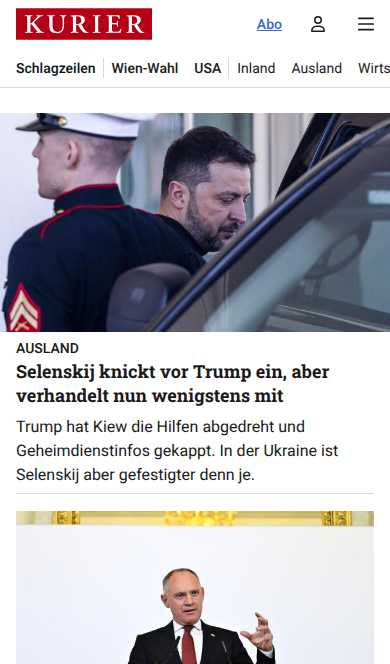 KURIER
Abo
Schlagzeilen
Wien-Wahl
USA
Inland
Ausland
Wirts
AUSLAND
Selenskij knickt vor Trump ein, aber
verhandelt nun wenigstens mit
Trump hat Kiew die Hilfen abgedreht und
Geheimdienstinfos gekappt. In der Ukraine ist
Selenskij aber gefestigter denn je.